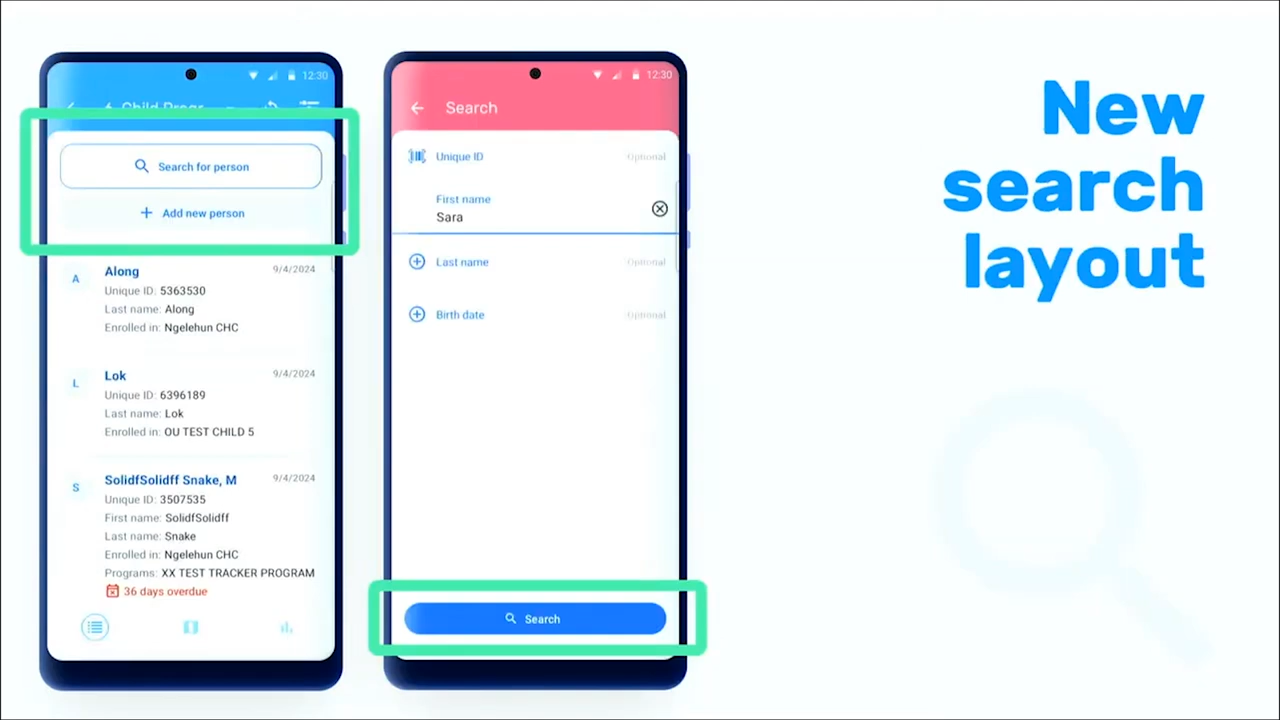 12:30
Child Progr
Search for person
Add new person
A
Along
9/4/2024
Unique ID: 5363530
Last name: Along
Enrolled in: Ngelehun CHC
L
Lok
9/4/2024
Unique ID: 6396189
Last name: Lok
Enrolled in: OU TEST CHILD 5
S
SolidfSolidff Snake, M
9/4/2024
Unique ID: 3507535
First name: SolidfSolidff
Last name: Snake
Enrolled in: Ngelehun CHC
Programs: XX TEST TRACKER PROGRAM
36 days overdue
12:30
Search
Unique ID
Optional
First name
Sara
Last name
Optional
Birth date
Optional
Search
New
search
layout